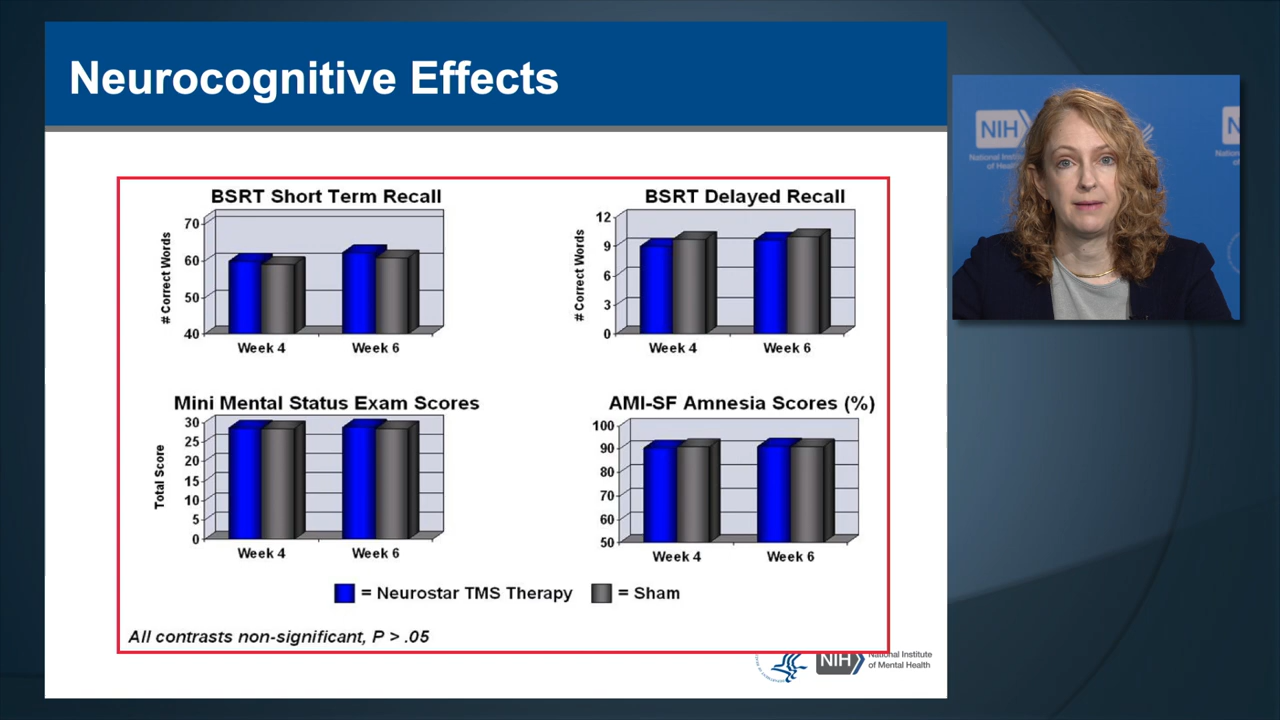 Neurocognitive Effects
BSRT Short Term Recall
70
60
50
40
# Correct Words
Week 4
Week 6
BSRT Delayed Recall
12
9
6
3
0
# Correct Words
Week 4
Week 6
Mini Mental Status Exam Scores
30
25
20
15
10
5
0
Total Score
Week 4
Week 6
AMI-SF Amnesia Scores (%)
100
90
80
70
60
50
Week 4
Week 6
= Neurostar TMS Therapy
= Sham
All contrasts non-significant, P > .05
NIH
National Institute
of Mental Health
NIH
National Institutes
of Health